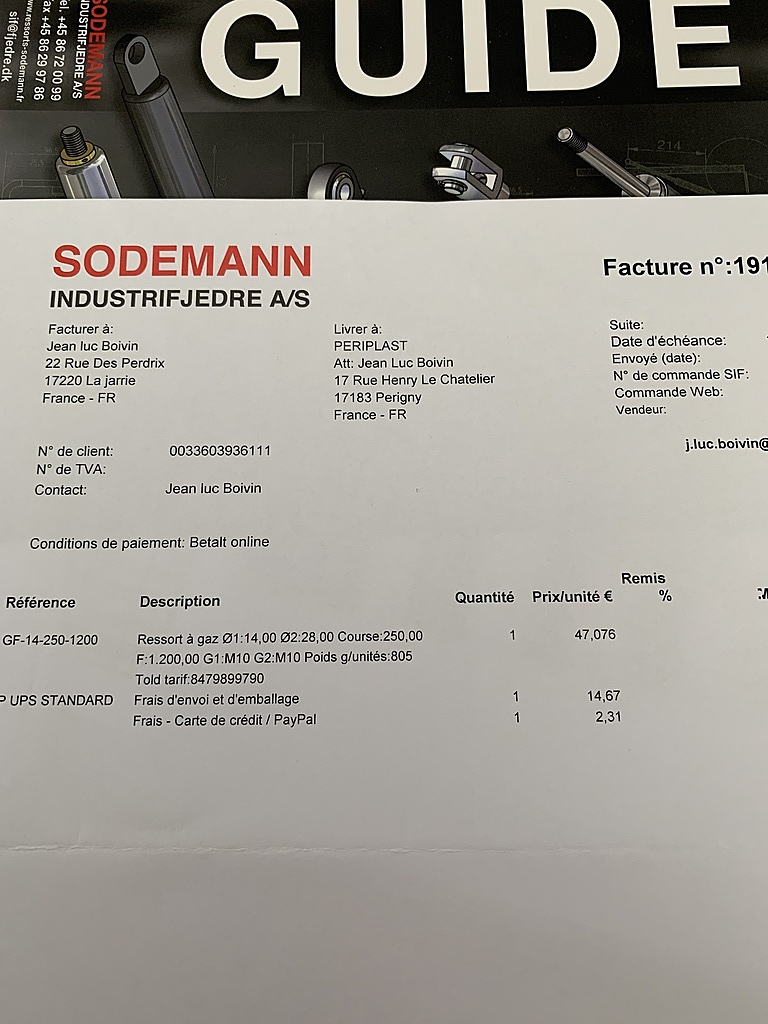 GUIDE
SODEMANN
INDUSTRIFJEDRE A/S
Tel. +45 86 72 00 99
Fax +45 86 29 97 86
www.ressorts-sodemann.fr
sif@fjedre.dk
214
SODEMANN
INDUSTRIFJEDRE A/S
Facture n°:191
Facturer à:
Jean luc Boivin
22 Rue Des Perdrix
17220 La jarrie
France - FR
Livrer à:
PERIPLAST
Att: Jean Luc Boivin
17 Rue Henry Le Chatelier
17183 Perigny
France - FR
Suite:
Date d'échéance:
Envoyé (date):
N° de commande SIF:
Commande Web:
Vendeur:
j.luc.boivin@
N° de client: 0033603936111
N° de TVA:
Contact: Jean luc Boivin
Conditions de paiement: Betalt online
Référence Description Quantité Prix/unité € Remis %
GF-14-250-1200 Ressort à gaz Ø1:14,00 Ø2:28,00 Course:250,00 1 47,076
F:1.200,00 G1:M10 G2:M10 Poids g/unités:805
Told tarif:8479899790
P UPS STANDARD Frais d'envoi et d'emballage 1 14,67
Frais - Carte de crédit / PayPal 1 2,31